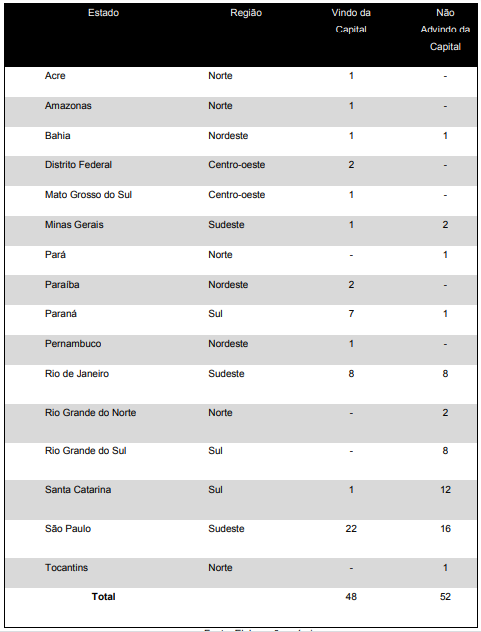 Estado Região Vindo da Capital Não Advindo da Capital
Acre Norte 1 -
Amazonas Norte 1 -
Bahia Nordeste 1 1
Distrito Federal Centro-oeste 2 -
Mato Grosso do Sul Centro-oeste 1 -
Minas Gerais Sudeste 1 2
Pará Norte - 1
Paraíba Nordeste 2 -
Paraná Sul 7 1
Pernambuco Nordeste 1 -
Rio de Janeiro Sudeste 8 8
Rio Grande do Norte Norte - 2
Rio Grande do Sul Sul - 8
Santa Catarina Sul 1 12
São Paulo Sudeste 22 16
Tocantins Norte - 1
Total 48 52